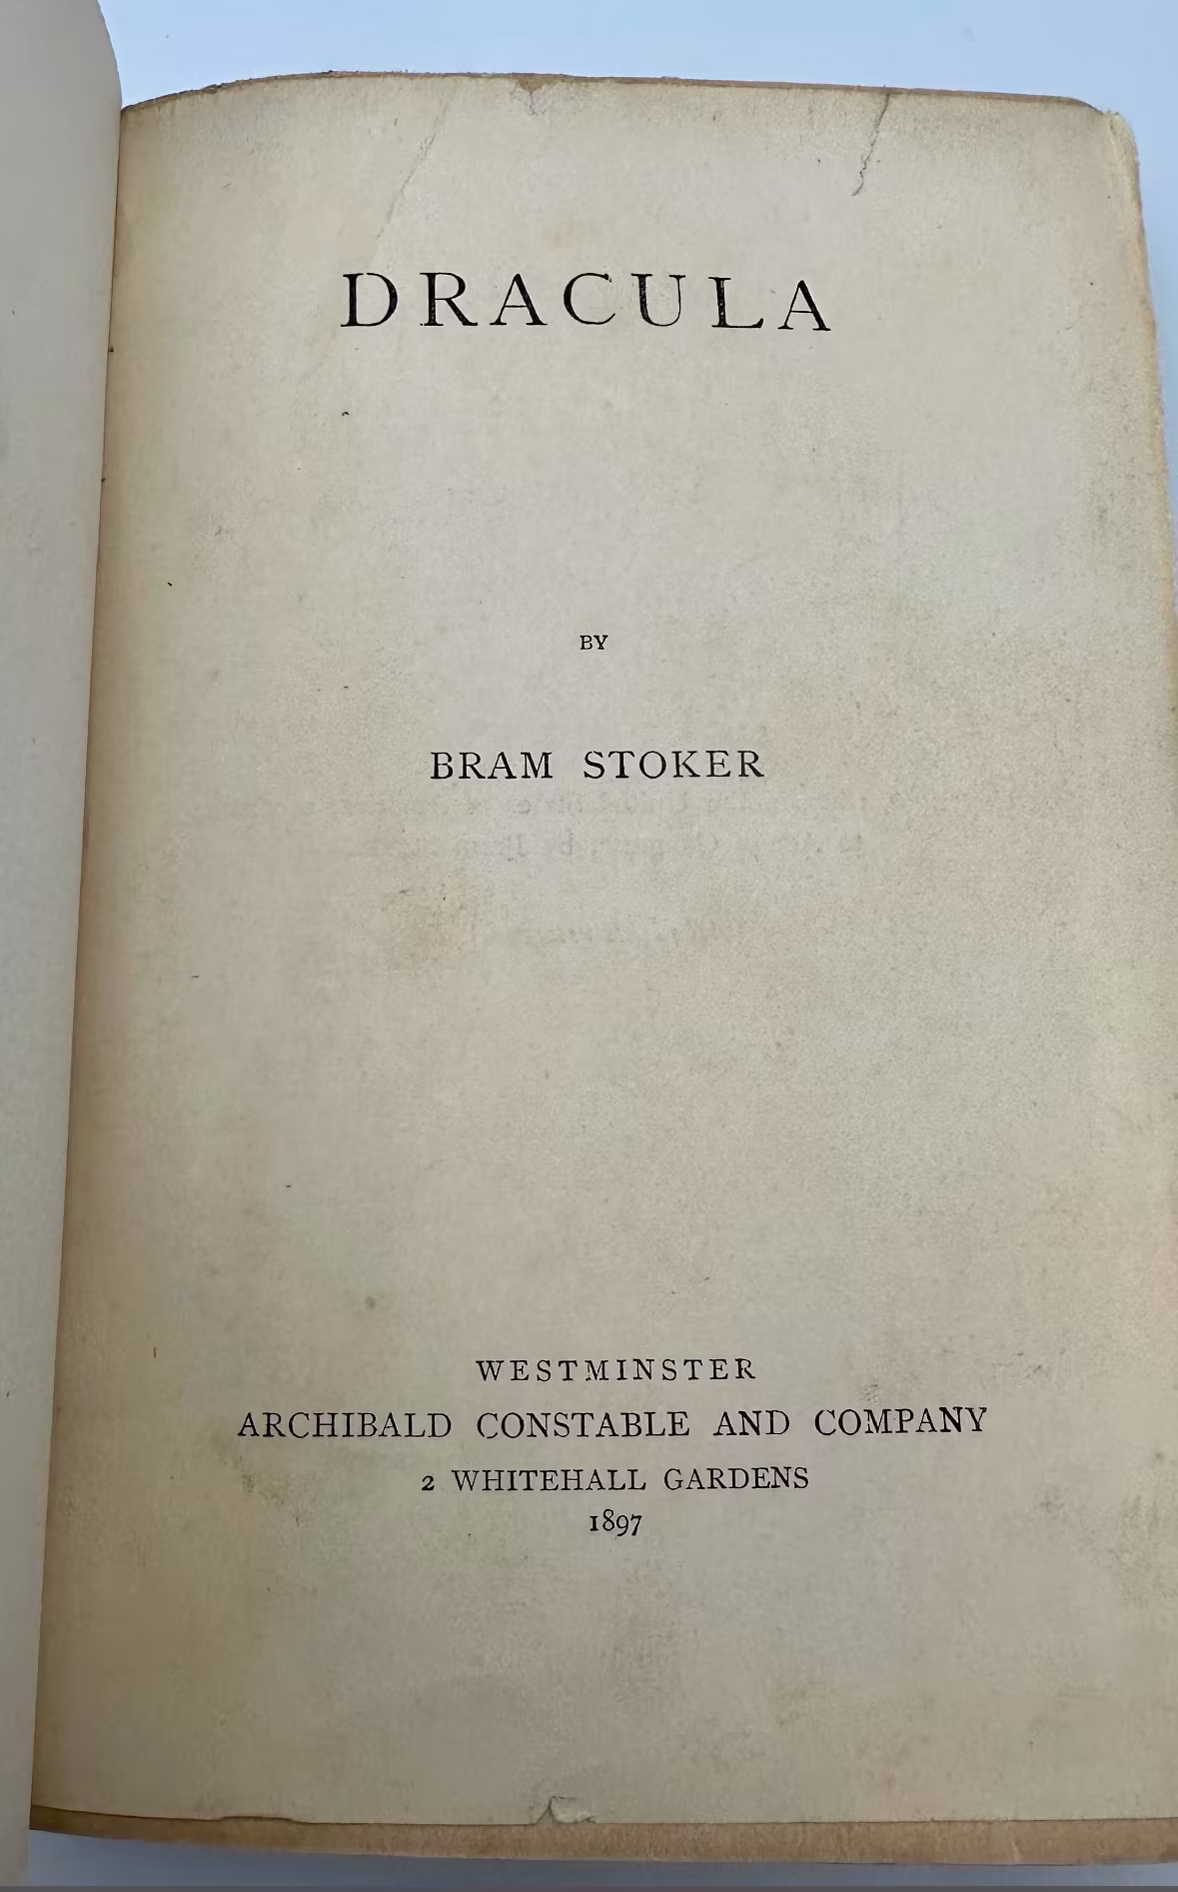 DRACULA
BY
BRAM STOKER
WESTMINSTER
ARCHIBALD CONSTABLE AND COMPANY
2 WHITEHALL GARDENS
1897